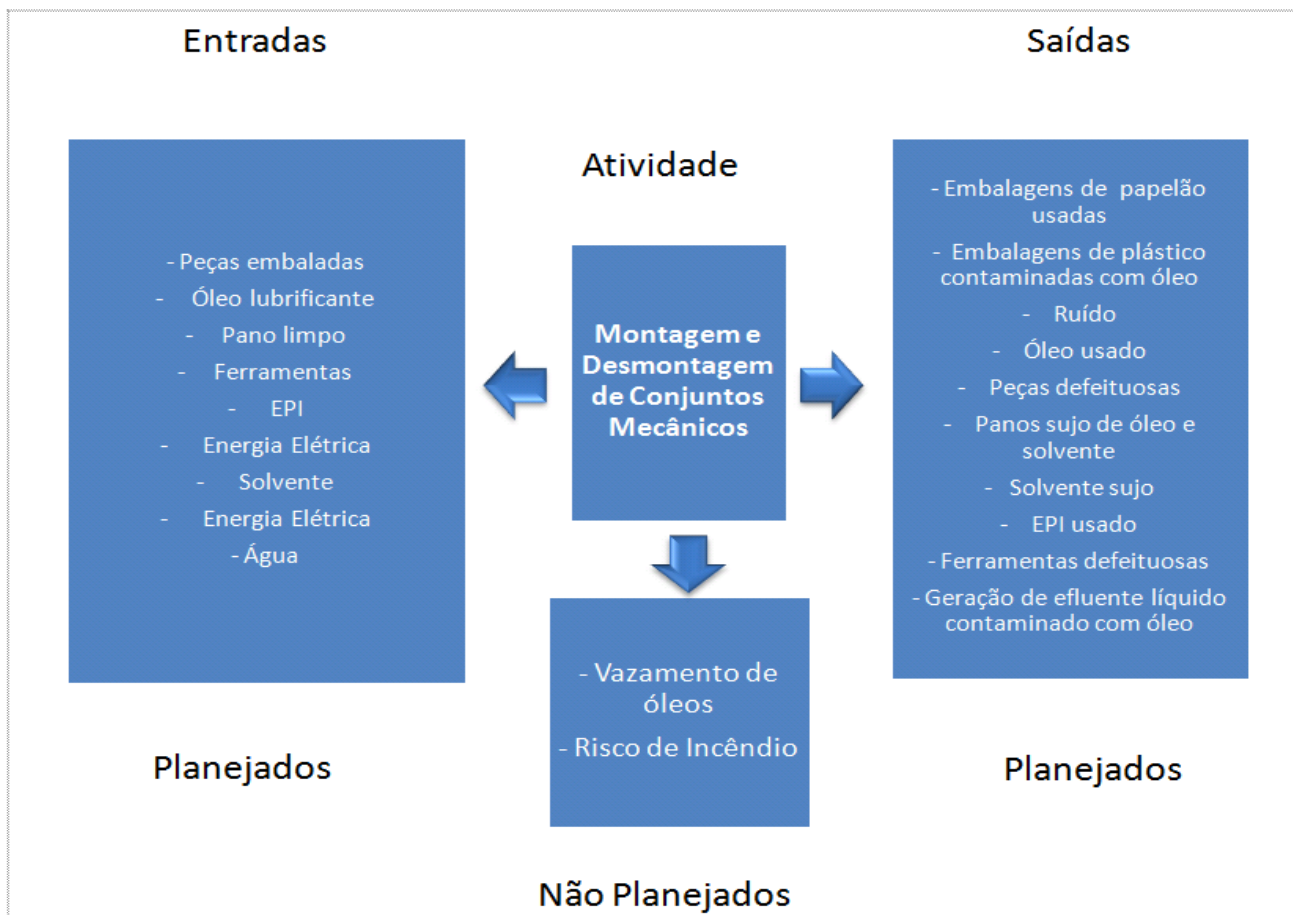 Entradas
Saídas
Atividade
- Peças embaladas
- Óleo lubrificante
- Pano limpo
- Ferramentas
- EPI
- Energia Elétrica
- Solvente
- Energia Elétrica
- Água
Montagem e
Desmontagem
de Conjuntos
Mecânicos
- Embalagens de papelão
usadas
- Embalagens de plástico
contaminadas com óleo
- Ruído
- Óleo usado
- Peças defeituosas
- Panos sujo de óleo e
solvente
- Solvente sujo
- EPI usado
- Ferramentas defeituosas
- Geração de efluente líquido
contaminado com óleo
- Vazamento de
óleos
- Risco de Incêndio
Planejados
Planejados
Não Planejados